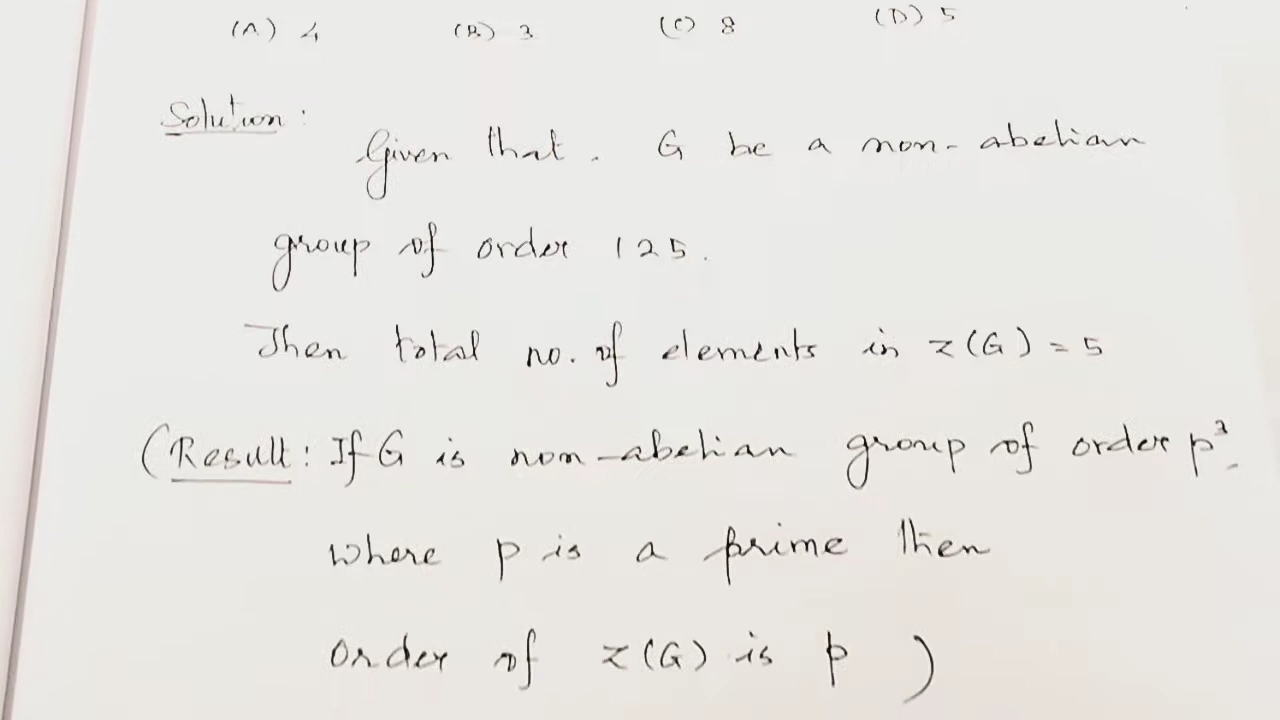 (A) 4 (B) 3 (C) 8 (D) 5
Solution:
Given that. G be a non-abelian
group of order 125.
Then total no. of elements in Z(G) = 5
(Result: If G is non-abelian group of order p³.
where p is a prime then
order of Z(G) is p )